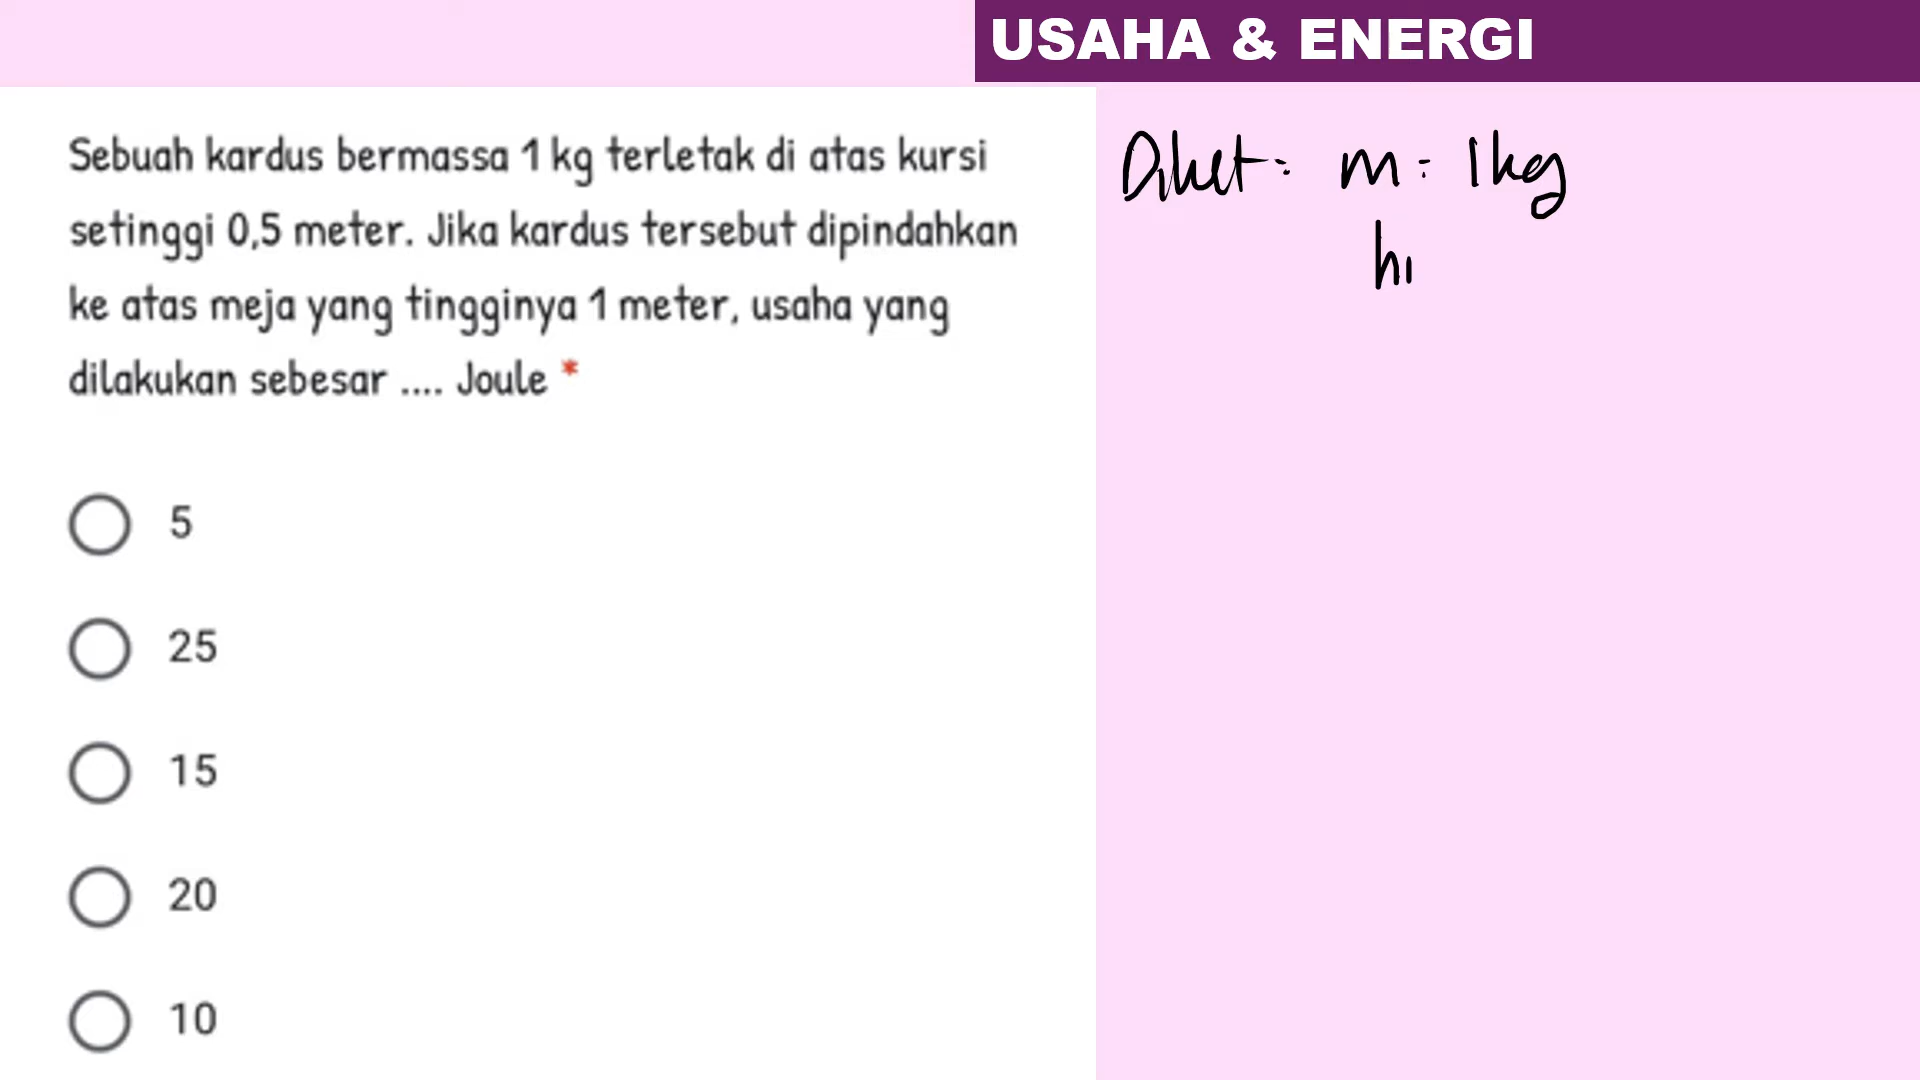 USAHA & ENERGI
Sebuah kardus bermassa 1 kg terletak di atas kursi
setinggi 0,5 meter. Jika kardus tersebut dipindahkan
ke atas meja yang tingginya 1 meter, usaha yang
dilakukan sebesar .... Joule *
5
25
15
20
10
Diket: m = 1 kg
h1